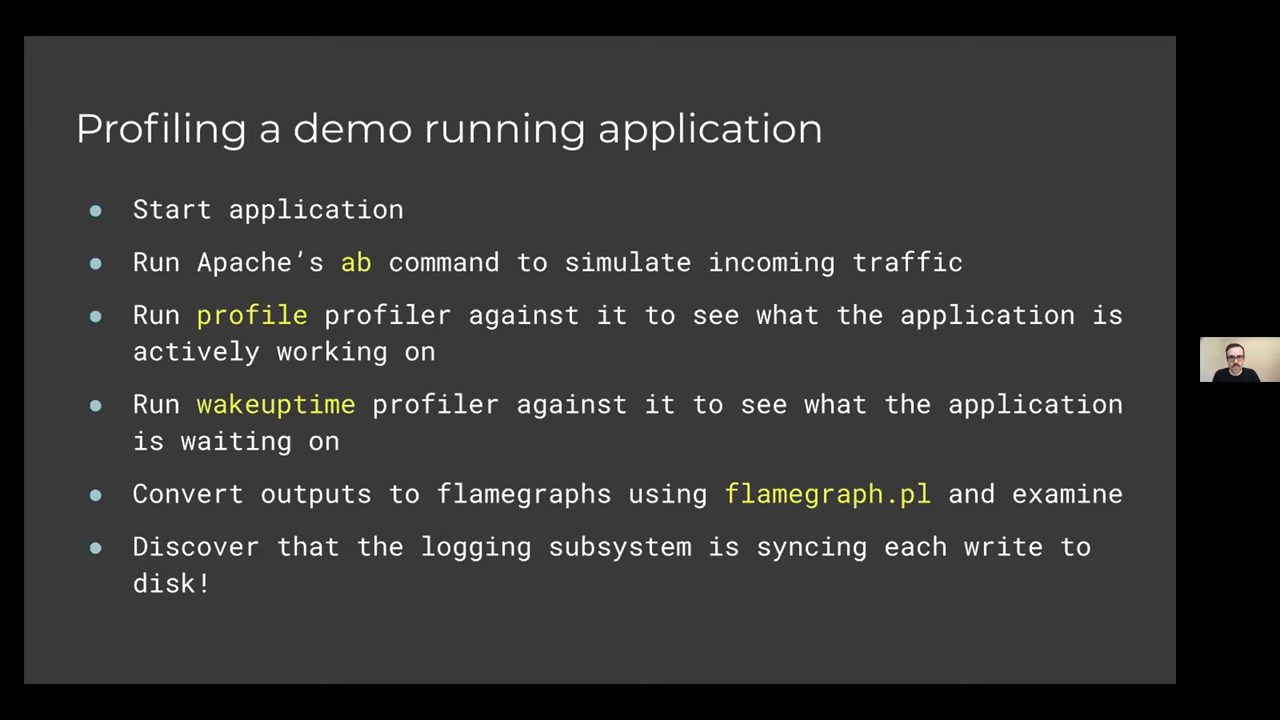 Profiling a demo running application
● Start application
● Run Apache’s ab command to simulate incoming traffic
● Run profile profiler against it to see what the application is
actively working on
● Run wakeuptime profiler against it to see what the application
is waiting on
● Convert outputs to flamegraphs using flamegraph.pl and examine
● Discover that the logging subsystem is syncing each write to
disk!